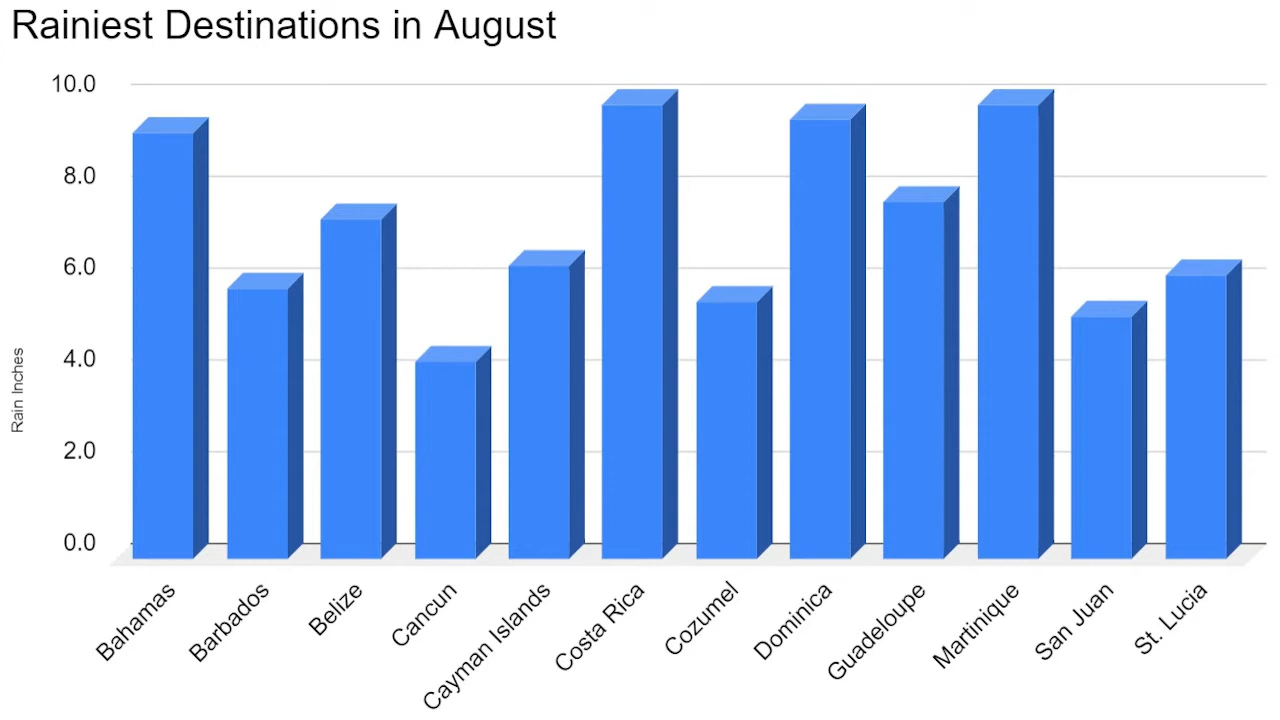 Rainiest Destinations in August
10.0
8.0
6.0
4.0
2.0
0.0
Rain Inches
Bahamas
Barbados
Belize
Cancun
Cayman Islands
Costa Rica
Cozumel
Dominica
Guadeloupe
Martinique
San Juan
St. Lucia